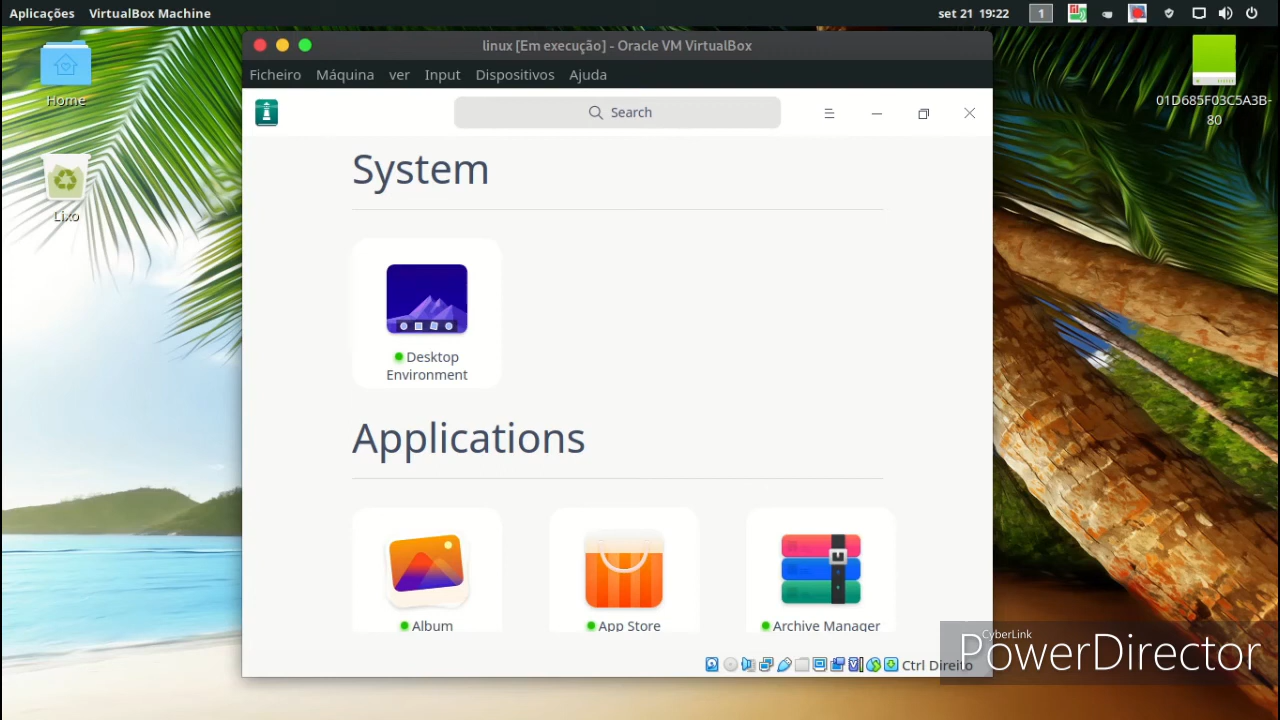 Aplicações VirtualBox Machine set 21 19:22 1
Home
Lixo
01D685F03C5A3B-
80
linux [Em execução] - Oracle VM VirtualBox
Ficheiro Máquina ver Input Dispositivos Ajuda
Search
System
Desktop
Environment
Applications
Album App Store Archive Manager
Ctrl Direito
CyberLink
PowerDirector